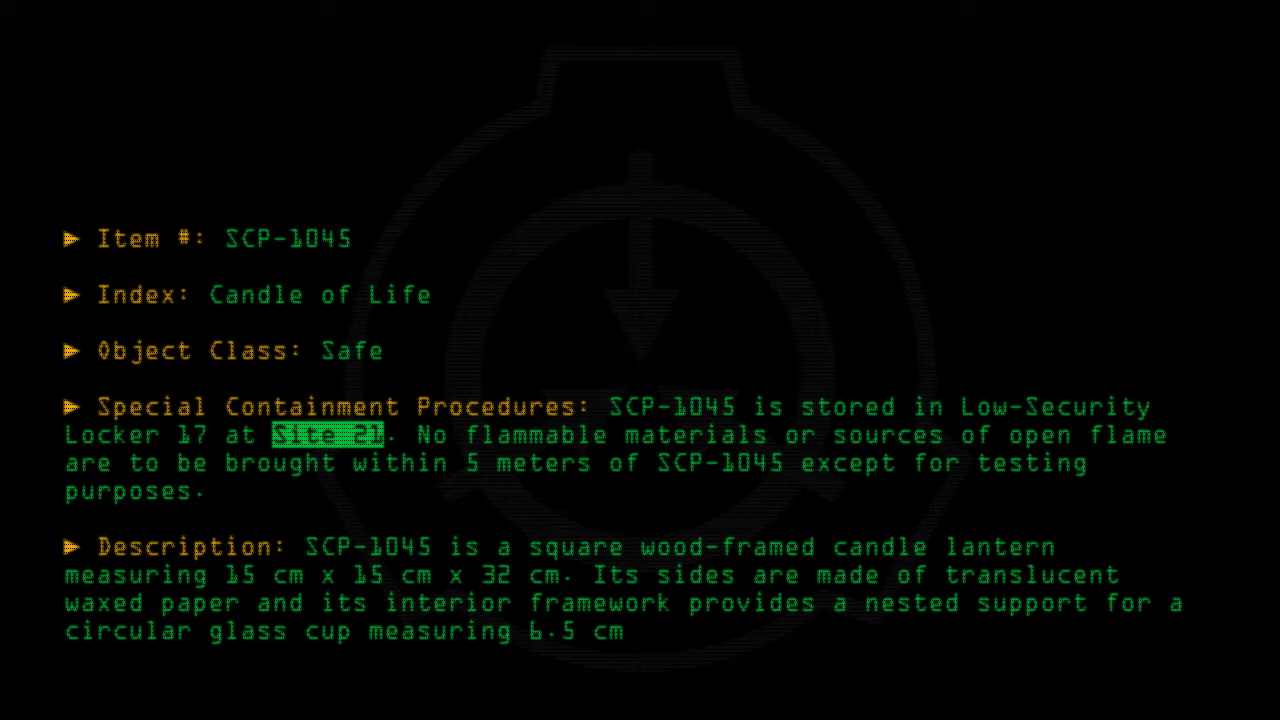 ► Item #: SCP-1045
► Index: Candle of Life
► Object Class: Safe
► Special Containment Procedures: SCP-1045 is stored in Low-Security
Locker 17 at Site 21. No flammable materials or sources of open flame
are to be brought within 5 meters of SCP-1045 except for testing
purposes.
► Description: SCP-1045 is a square wood-framed candle lantern
measuring 15 cm x 15 cm x 32 cm. Its sides are made of translucent
waxed paper and its interior framework provides a nested support for a
circular glass cup measuring 6.5 cm